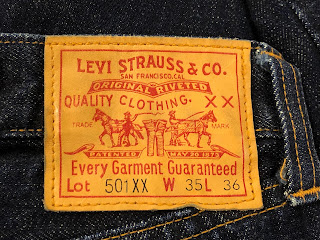 LEVI STRAUSS & CO.
SAN FRANCISCO, CAL
ORIGINAL RIVETED
QUALITY CLOTHING. XX
TRADE MARK
PATENTED MAY 20 1873
Every Garment Guaranteed
Lot 501XX W 35 L 36